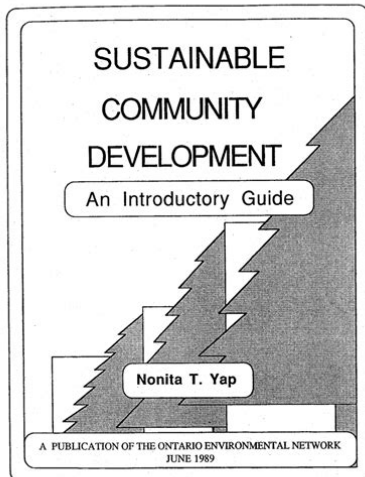 SUSTAINABLE
COMMUNITY
DEVELOPMENT
An Introductory Guide
Nonita T. Yap
A PUBLICATION OF THE ONTARIO ENVIRONMENTAL NETWORK
JUNE 1989